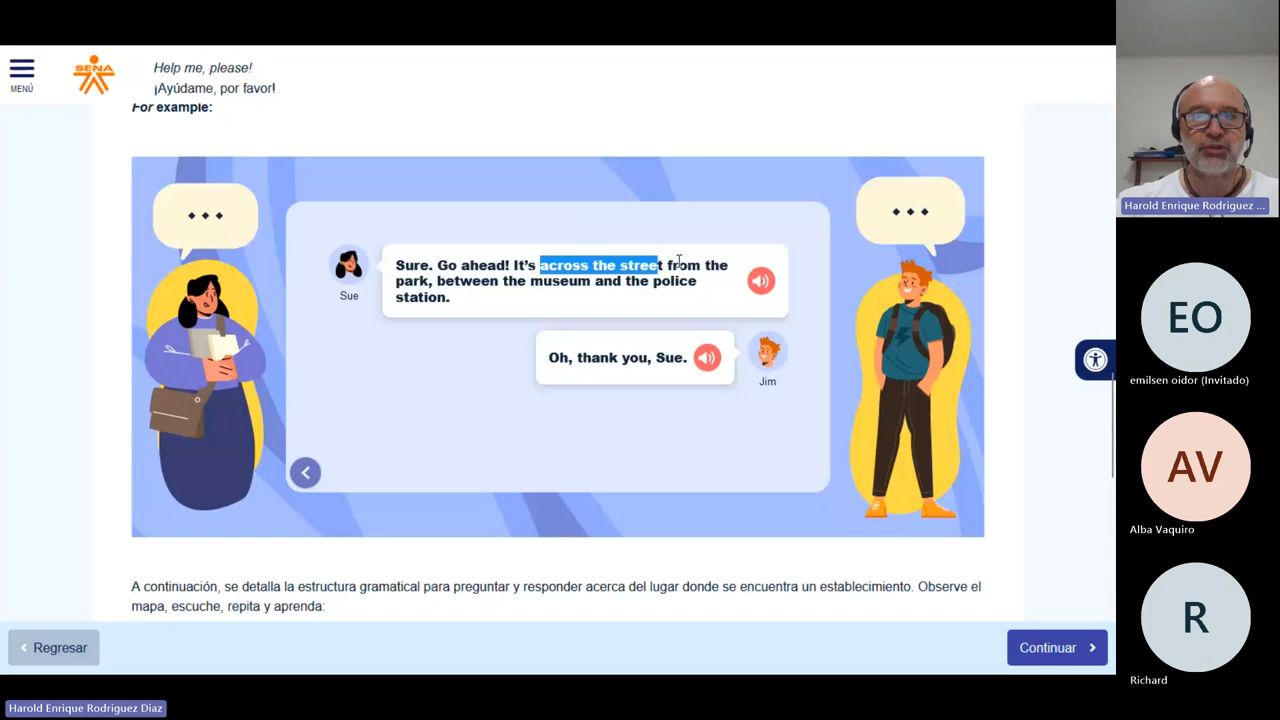 MENÚ
SENA
Help me, please!
¡Ayúdame, por favor!
For example:
Sure. Go ahead! It's across the street from the
park, between the museum and the police
station.
Sue
Oh, thank you, Sue.
Jim
A continuación, se detalla la estructura gramatical para preguntar y responder acerca del lugar donde se encuentra un establecimiento. Observe el
mapa, escuche, repita y aprenda:
Regresar
Continuar
Harold Enrique Rodriguez Diaz
Harold Enrique Rodriguez ...
EO
emilsen oidor (Invitado)
AV
Alba Vaquiro
R
Richard